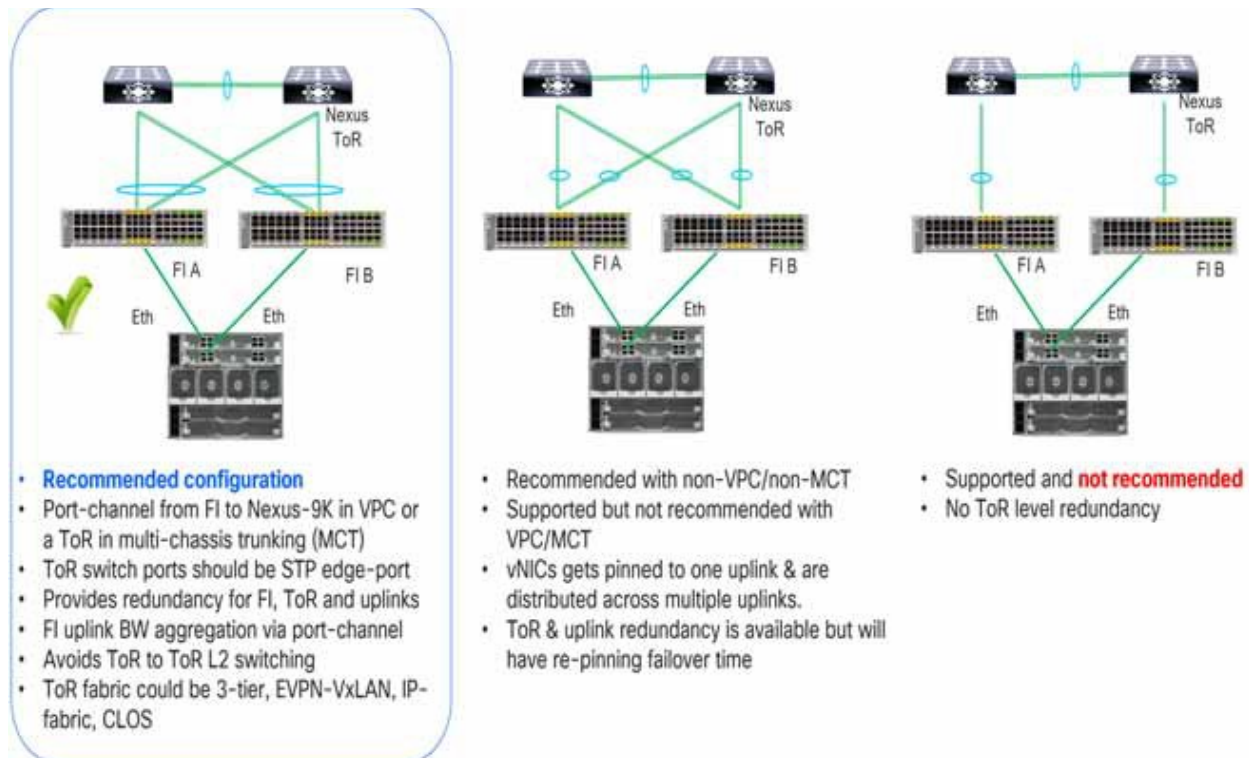 Nexus
ToR
FI A
FI B
Eth
Eth
• Recommended configuration
• Port-channel from FI to Nexus-9K in VPC or
a ToR in multi-chassis trunking (MCT)
• ToR switch ports should be STP edge-port
• Provides redundancy for FI, ToR and uplinks
• FI uplink BW aggregation via port-channel
• Avoids ToR to ToR L2 switching
• ToR fabric could be 3-tier, EVPN-VxLAN, IP-
fabric, CLOS
Nexus
ToR
FI A
FI B
Eth
Eth
• Recommended with non-VPC/non-MCT
• Supported but not recommended with
VPC/MCT
• vNICs gets pinned to one uplink & are
distributed across multiple uplinks.
• ToR & uplink redundancy is available but will
have re-pinning failover time
Nexus
ToR
FI A
FI B
Eth
Eth
• Supported and not recommended
• No ToR level redundancy